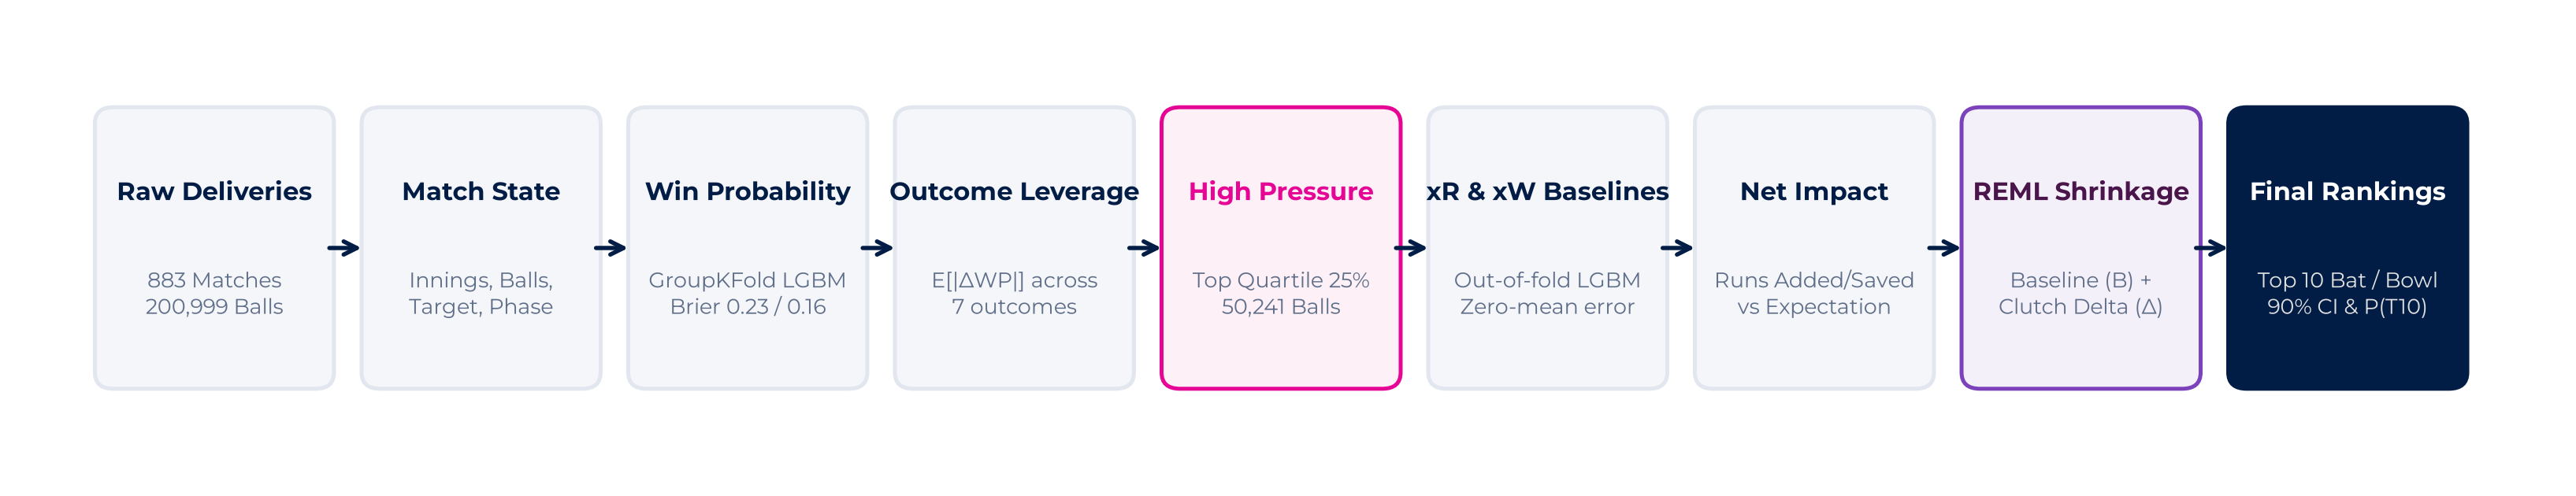 Raw Deliveries
883 Matches
200,999 Balls
Match State
Innings, Balls,
Target, Phase
Win Probability
GroupKFold LGBM
Brier 0.23 / 0.16
Outcome Leverage
E[|ΔWP|] across
7 outcomes
High Pressure
Top Quartile 25%
50,241 Balls
xR & xW Baselines
Out-of-fold LGBM
Zero-mean error
Net Impact
Runs Added/Saved
vs Expectation
REML Shrinkage
Baseline (B) +
Clutch Delta (Δ)
Final Rankings
Top 10 Bat / Bowl
90% CI & P(T10)